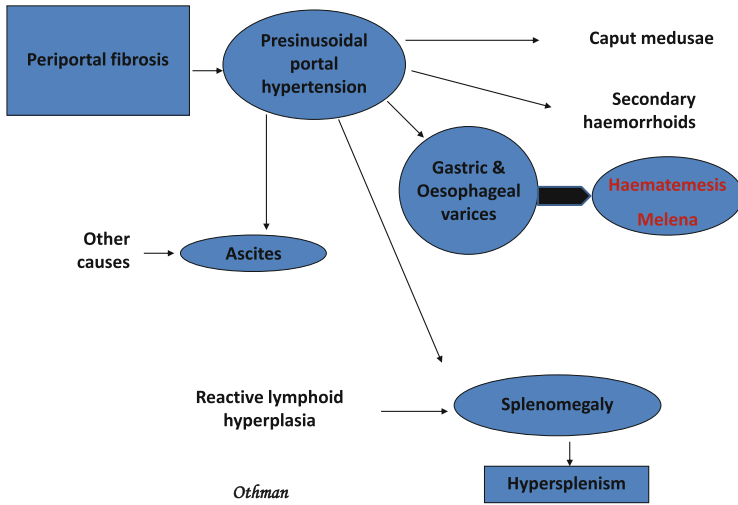 Periportal fibrosis
Presinusoidal
portal
hypertension
Caput medusae
Secondary
haemorrhoids
Gastric &
Oesophageal
varices
Haematemesis
Melena
Other
causes
Ascites
Reactive lymphoid
hyperplasia
Splenomegaly
Hypersplenism
Othman